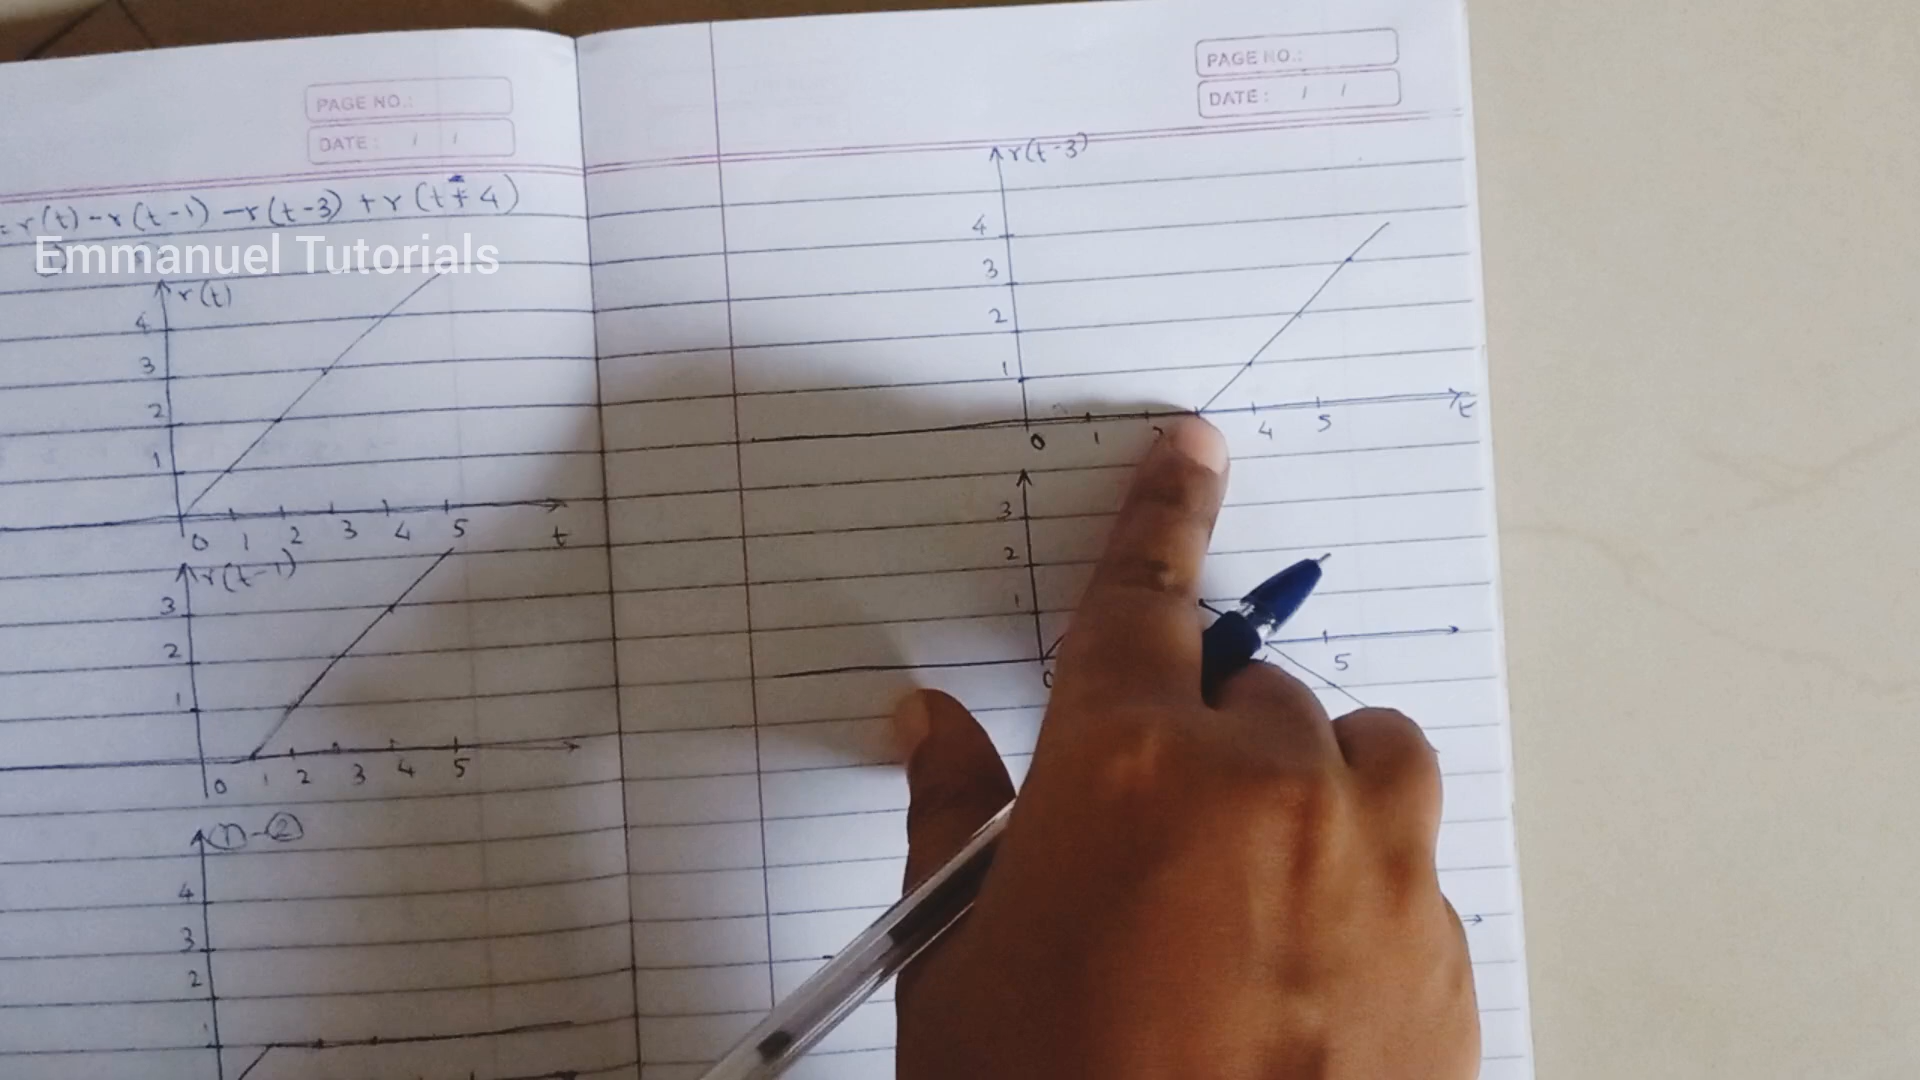 PAGE NO.:
DATE: / /
= r(t) - r(t-1) - r(t-3) + r(t-4)
Emmanuel Tutorials
r(t)
4
3
2
1
0 1 2 3 4 5 t
r(t-1)
3
2
1
0 1 2 3 4 5
① - ②
4
3
2
1
PAGE NO.:
DATE: / /
r(t-3)
4
3
2
1
0 1 2 4 5 t
3
2
1
0 5